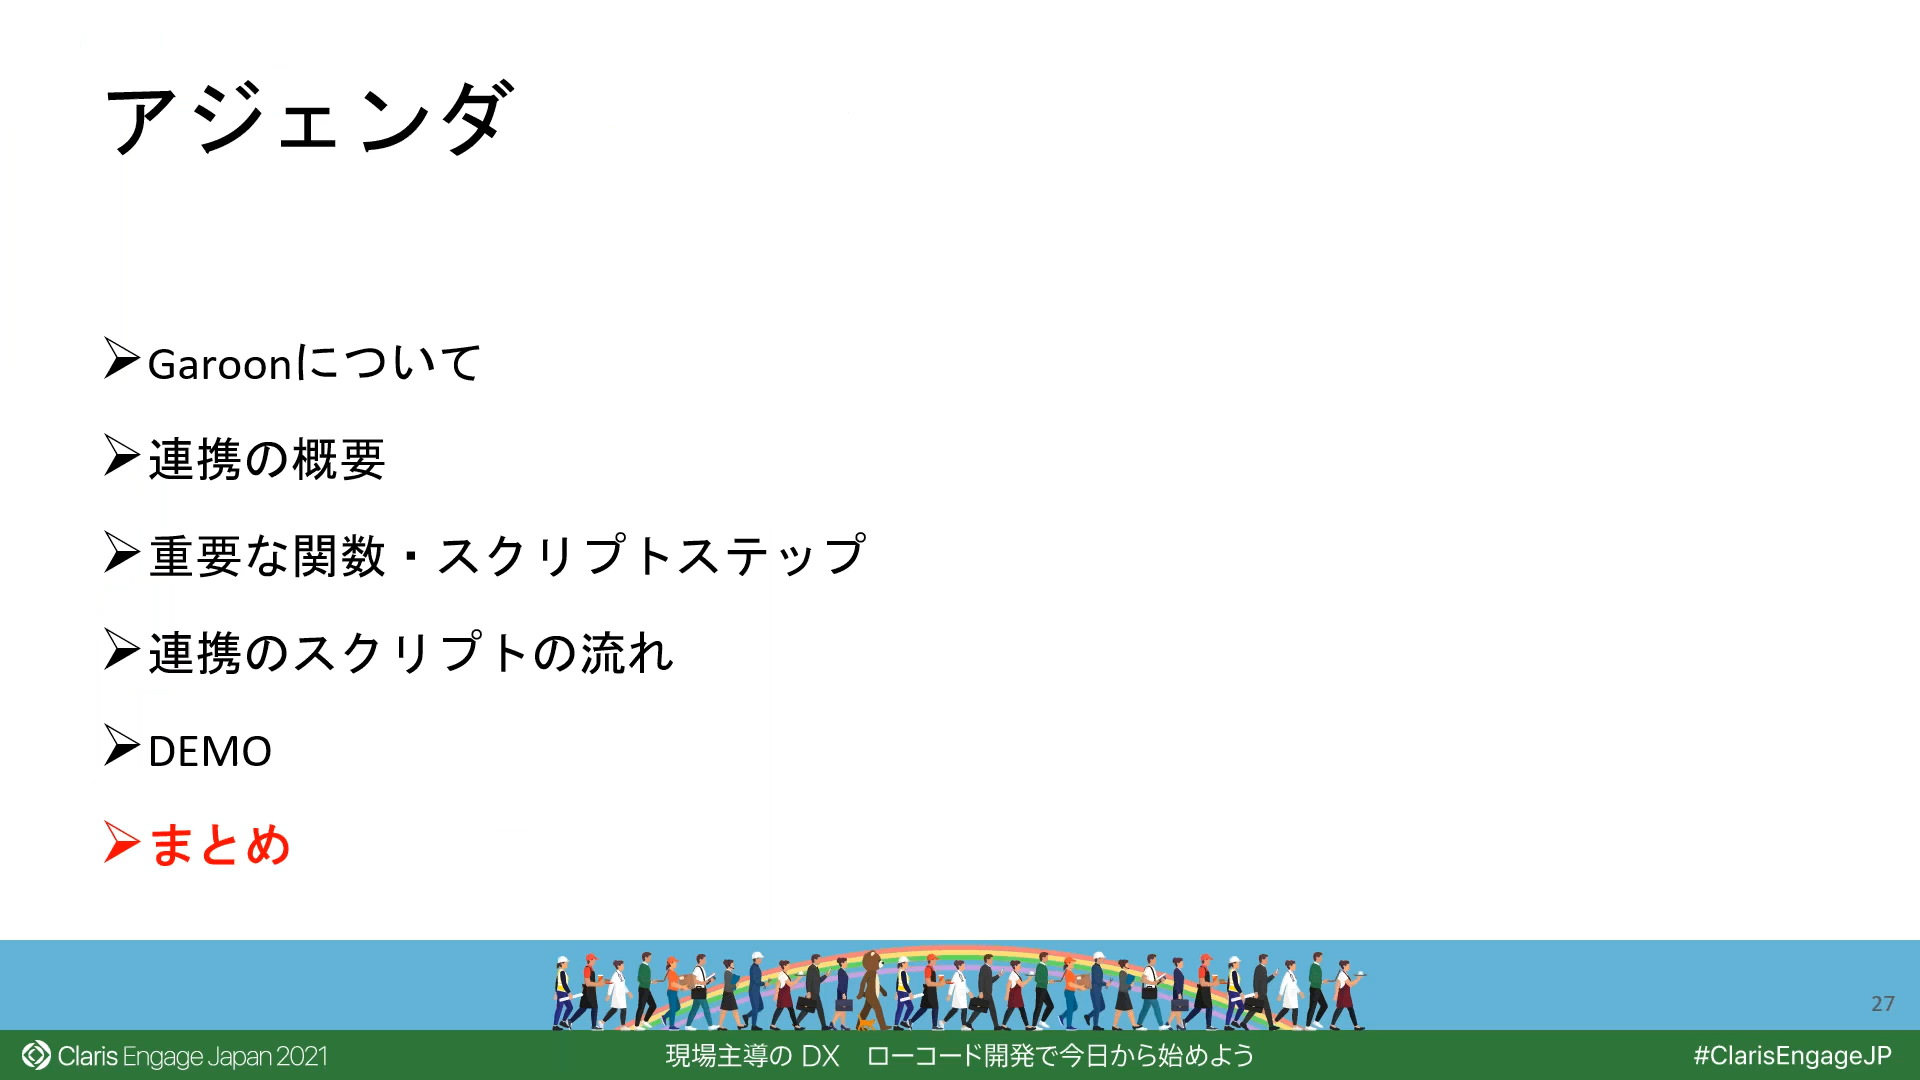 アジェンダ
➢Garoonについて
➢連携の概要
➢重要な関数・スクリプトステップ
➢連携のスクリプトの流れ
➢DEMO
➢まとめ
27
Claris Engage Japan 2021
現場主導の DX　ローコード開発で今日から始めよう
#ClarisEngageJP